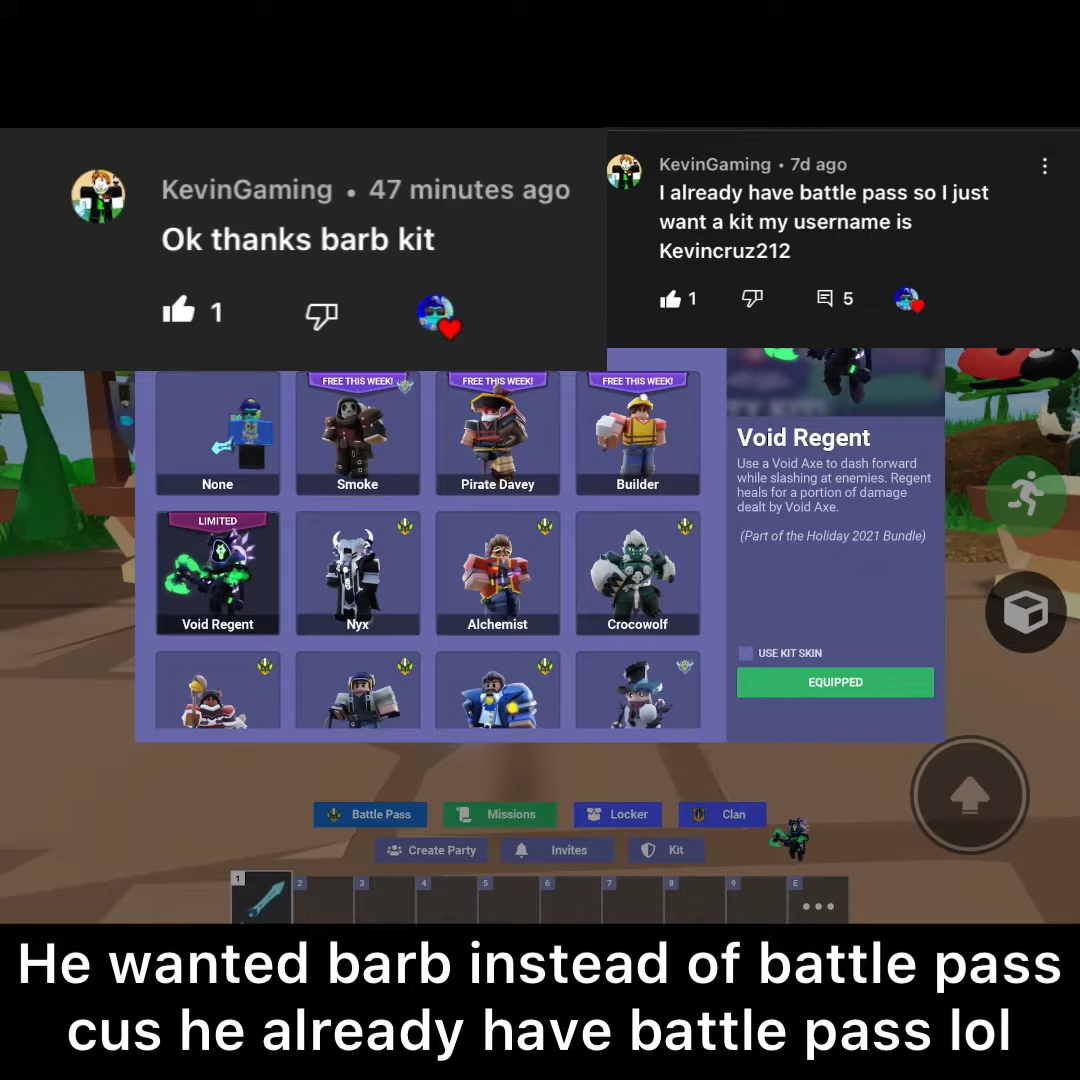 KevinGaming • 47 minutes ago
Ok thanks barb kit
1
KevinGaming • 7d ago
I already have battle pass so I just
want a kit my username is
Kevincruz212
1
5
FREE THIS WEEK!
FREE THIS WEEK!
FREE THIS WEEK!
None
Smoke
Pirate Davey
Builder
LIMITED
Void Regent
Nyx
Alchemist
Crocowolf
Void Regent
Use a Void Axe to dash forward
while slashing at enemies. Regent
heals for a portion of damage
dealt by Void Axe.
(Part of the Holiday 2021 Bundle)
USE KIT SKIN
EQUIPPED
Battle Pass
Missions
Locker
Clan
Create Party
Invites
Kit
1 2 3 4 5 6 7 8 9 E
He wanted barb instead of battle pass
cus he already have battle pass lol